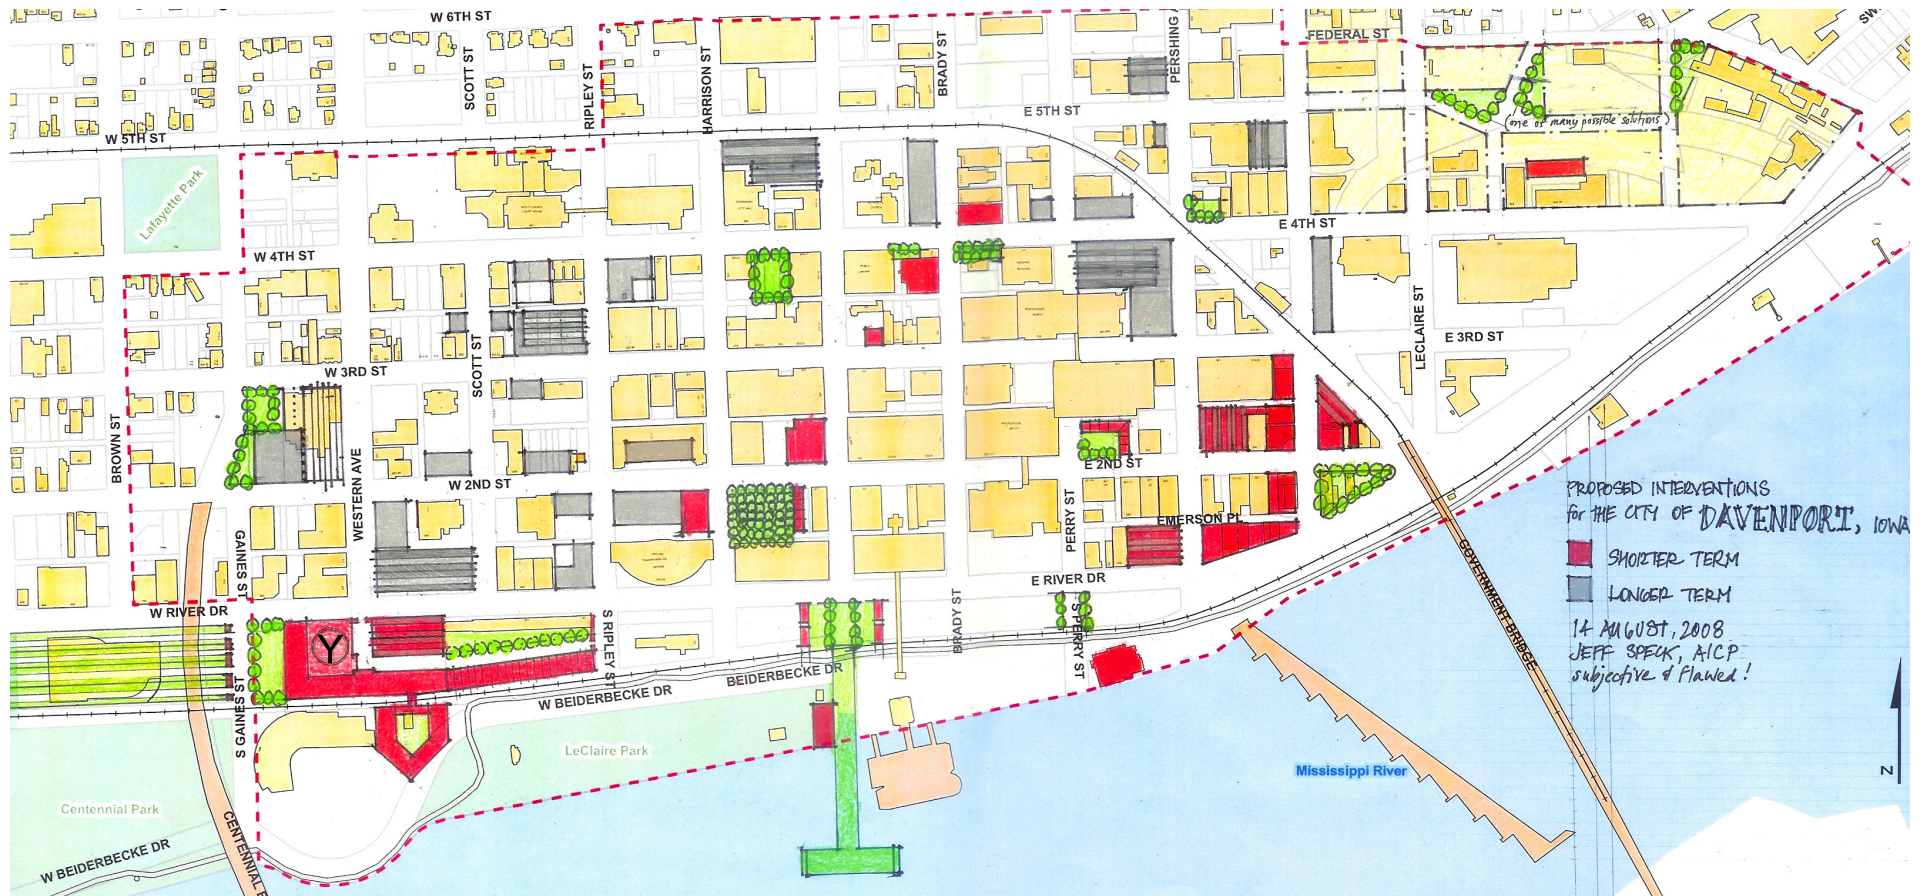 W 6TH ST
FEDERAL ST
SCOTT ST
RIPLEY ST
HARRISON ST
BRADY ST
PERSHING
E 5TH ST
W 5TH ST
(one of many possible solutions)
Lafayette Park
E 4TH ST
W 4TH ST
LECLAIRE ST
E 3RD ST
SCOTT ST
W 3RD ST
BROWN ST
WESTERN AVE
E 2ND ST
W 2ND ST
PERRY ST
EMERSON PL
GAINES ST
E RIVER DR
W RIVER DR
GOVERNMENT BRIDGE
PROPOSED INTERVENTIONS
for THE CITY OF DAVENPORT, IOWA
SHORTER TERM
LONGER TERM
14 AUGUST, 2008
JEFF SPECK, AICP
subjective & flawed!
Y
S RIPLEY ST
BRADY ST
S PERRY ST
S GAINES ST
BEIDERBECKE DR
W BEIDERBECKE DR
LeClaire Park
Mississippi River
Centennial Park
CENTENNIAL
W BEIDERBECKE DR
N